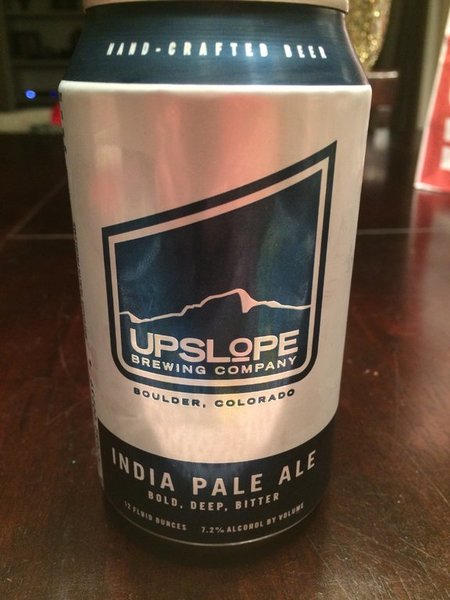 HAND-CRAFTED BEER
UPSLOPE
BREWING COMPANY
BOULDER, COLORADO
INDIA PALE ALE
BOLD, DEEP, BITTER
12 FLUID OUNCES 7.2% ALCOHOL BY VOLUME